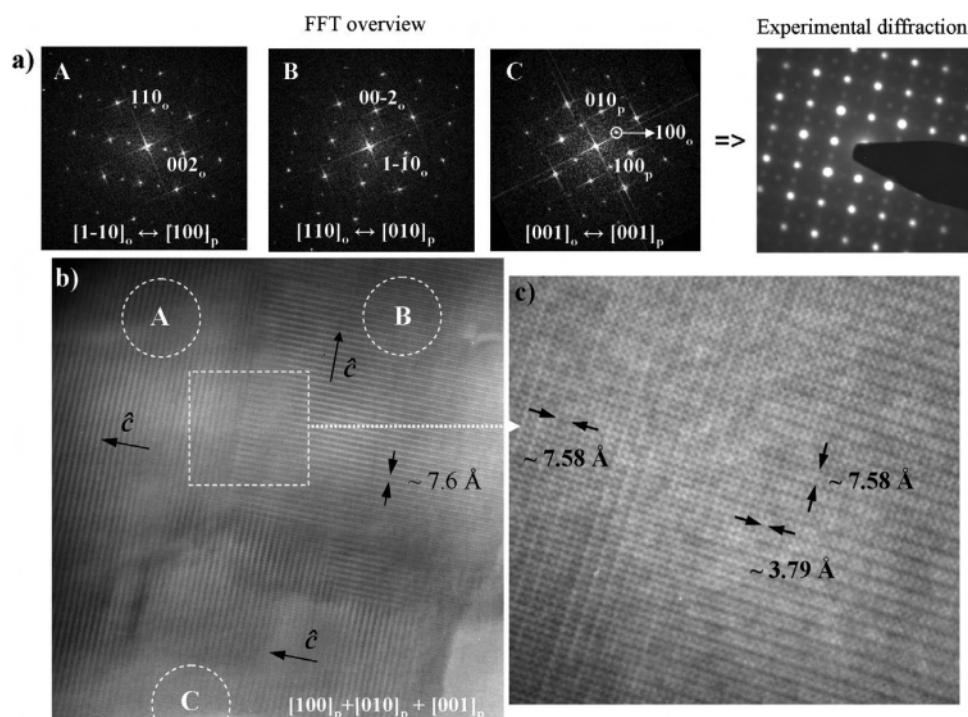 FFT overview
Experimental diffraction
a)
A
110ₒ
002ₒ
[1-10]ₒ ↔ [100]ₚ
B
00-2ₒ
1-10ₒ
[110]ₒ ↔ [010]ₚ
C
010ₚ
100ₒ
100ₚ
[001]ₒ ↔ [001]ₚ
=>
b)
A
B
ĉ
ĉ
~ 7.6 Å
ĉ
C
[100]ₚ+[010]ₚ + [001]ₚ
c)
~ 7.58 Å
~ 7.58 Å
~ 3.79 Å